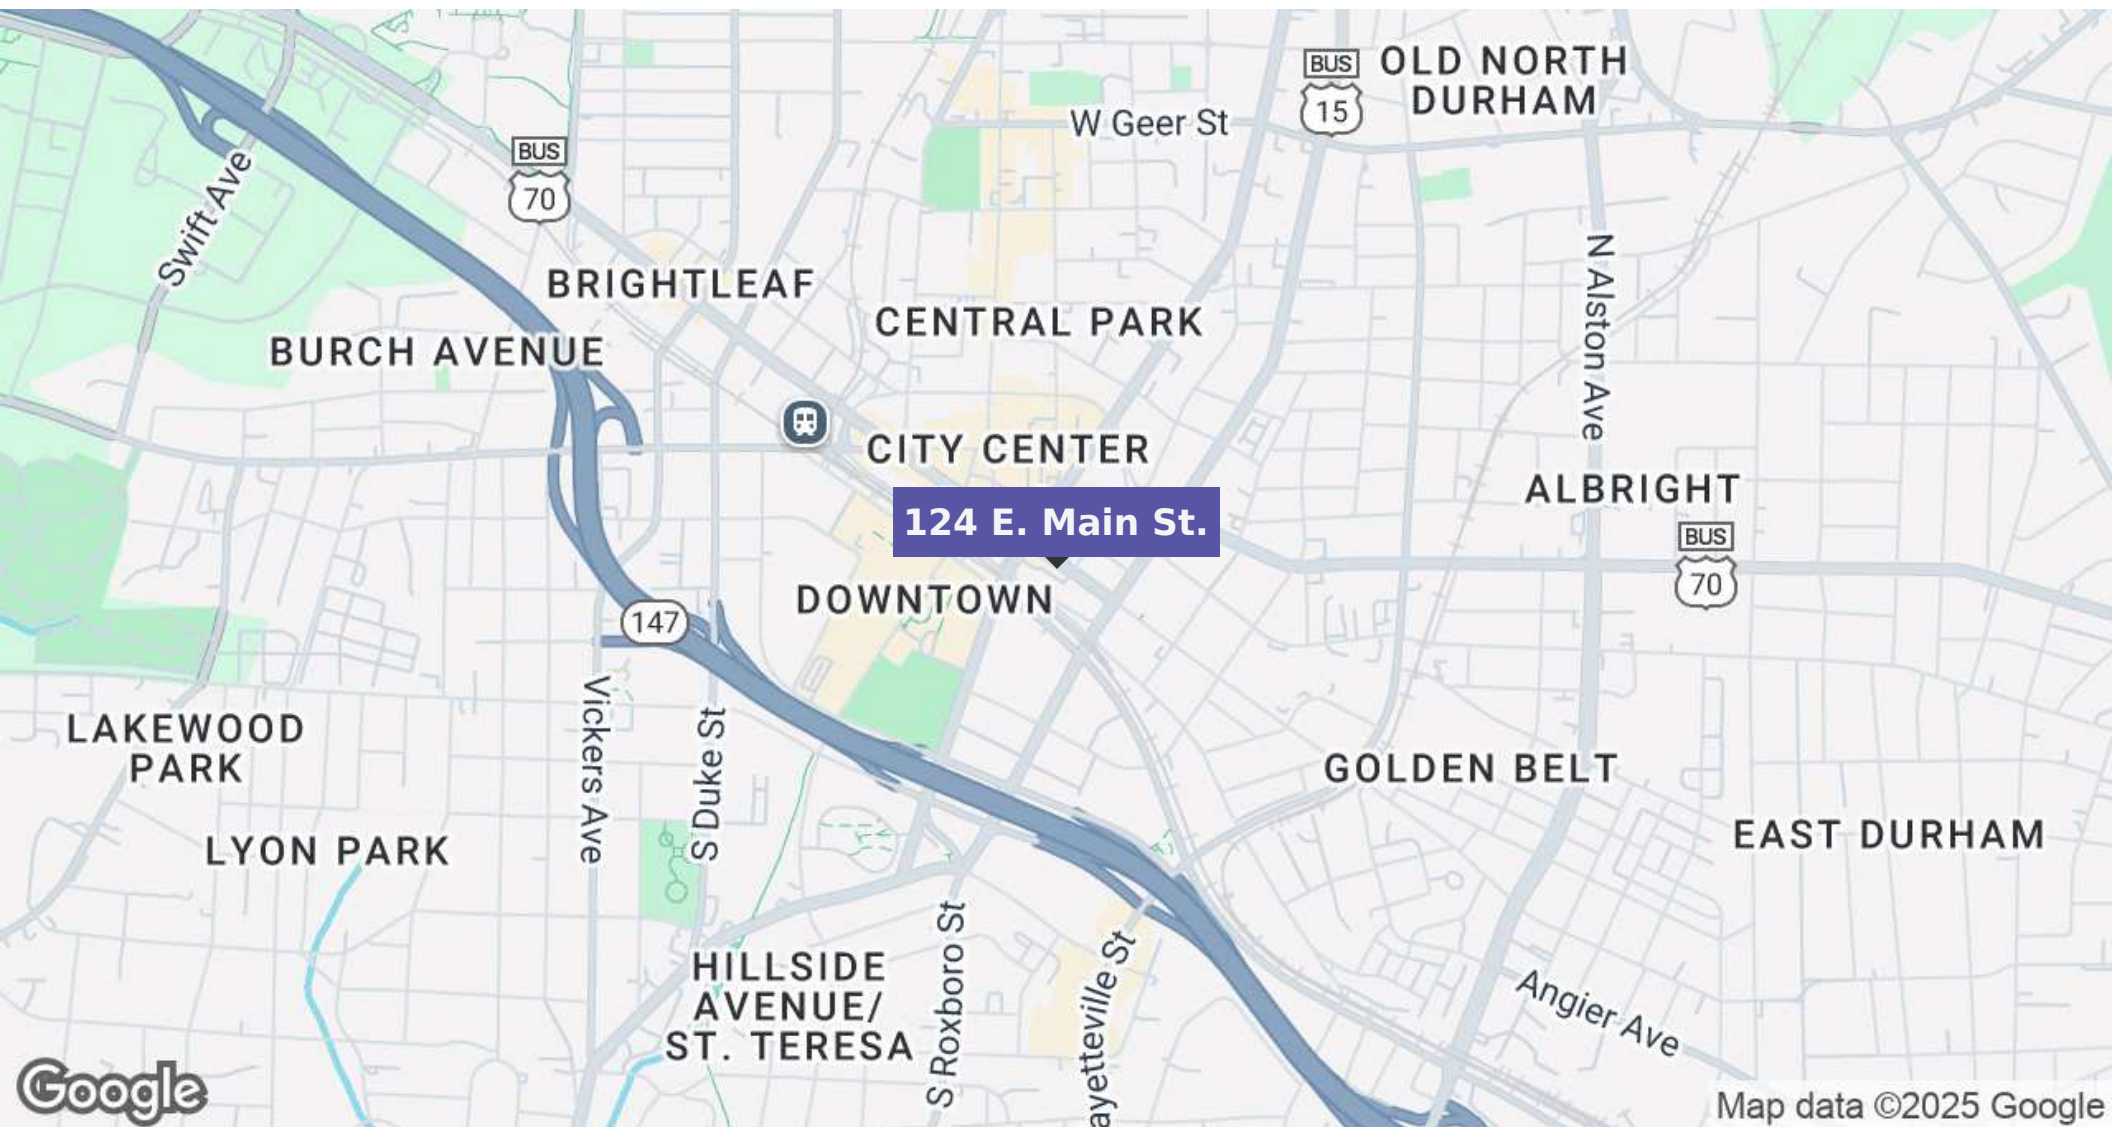 BUS
15
OLD NORTH
DURHAM
W Geer St
BUS
70
Swift Ave
BRIGHTLEAF
N Alston Ave
CENTRAL PARK
BURCH AVENUE
CITY CENTER
ALBRIGHT
124 E. Main St.
BUS
70
DOWNTOWN
147
LAKEWOOD
PARK
Vickers Ave
S Duke St
GOLDEN BELT
LYON PARK
EAST DURHAM
HILLSIDE
AVENUE/
ST. TERESA
S Roxboro St
ayetteville St
Angier Ave
Google
Map data ©2025 Google